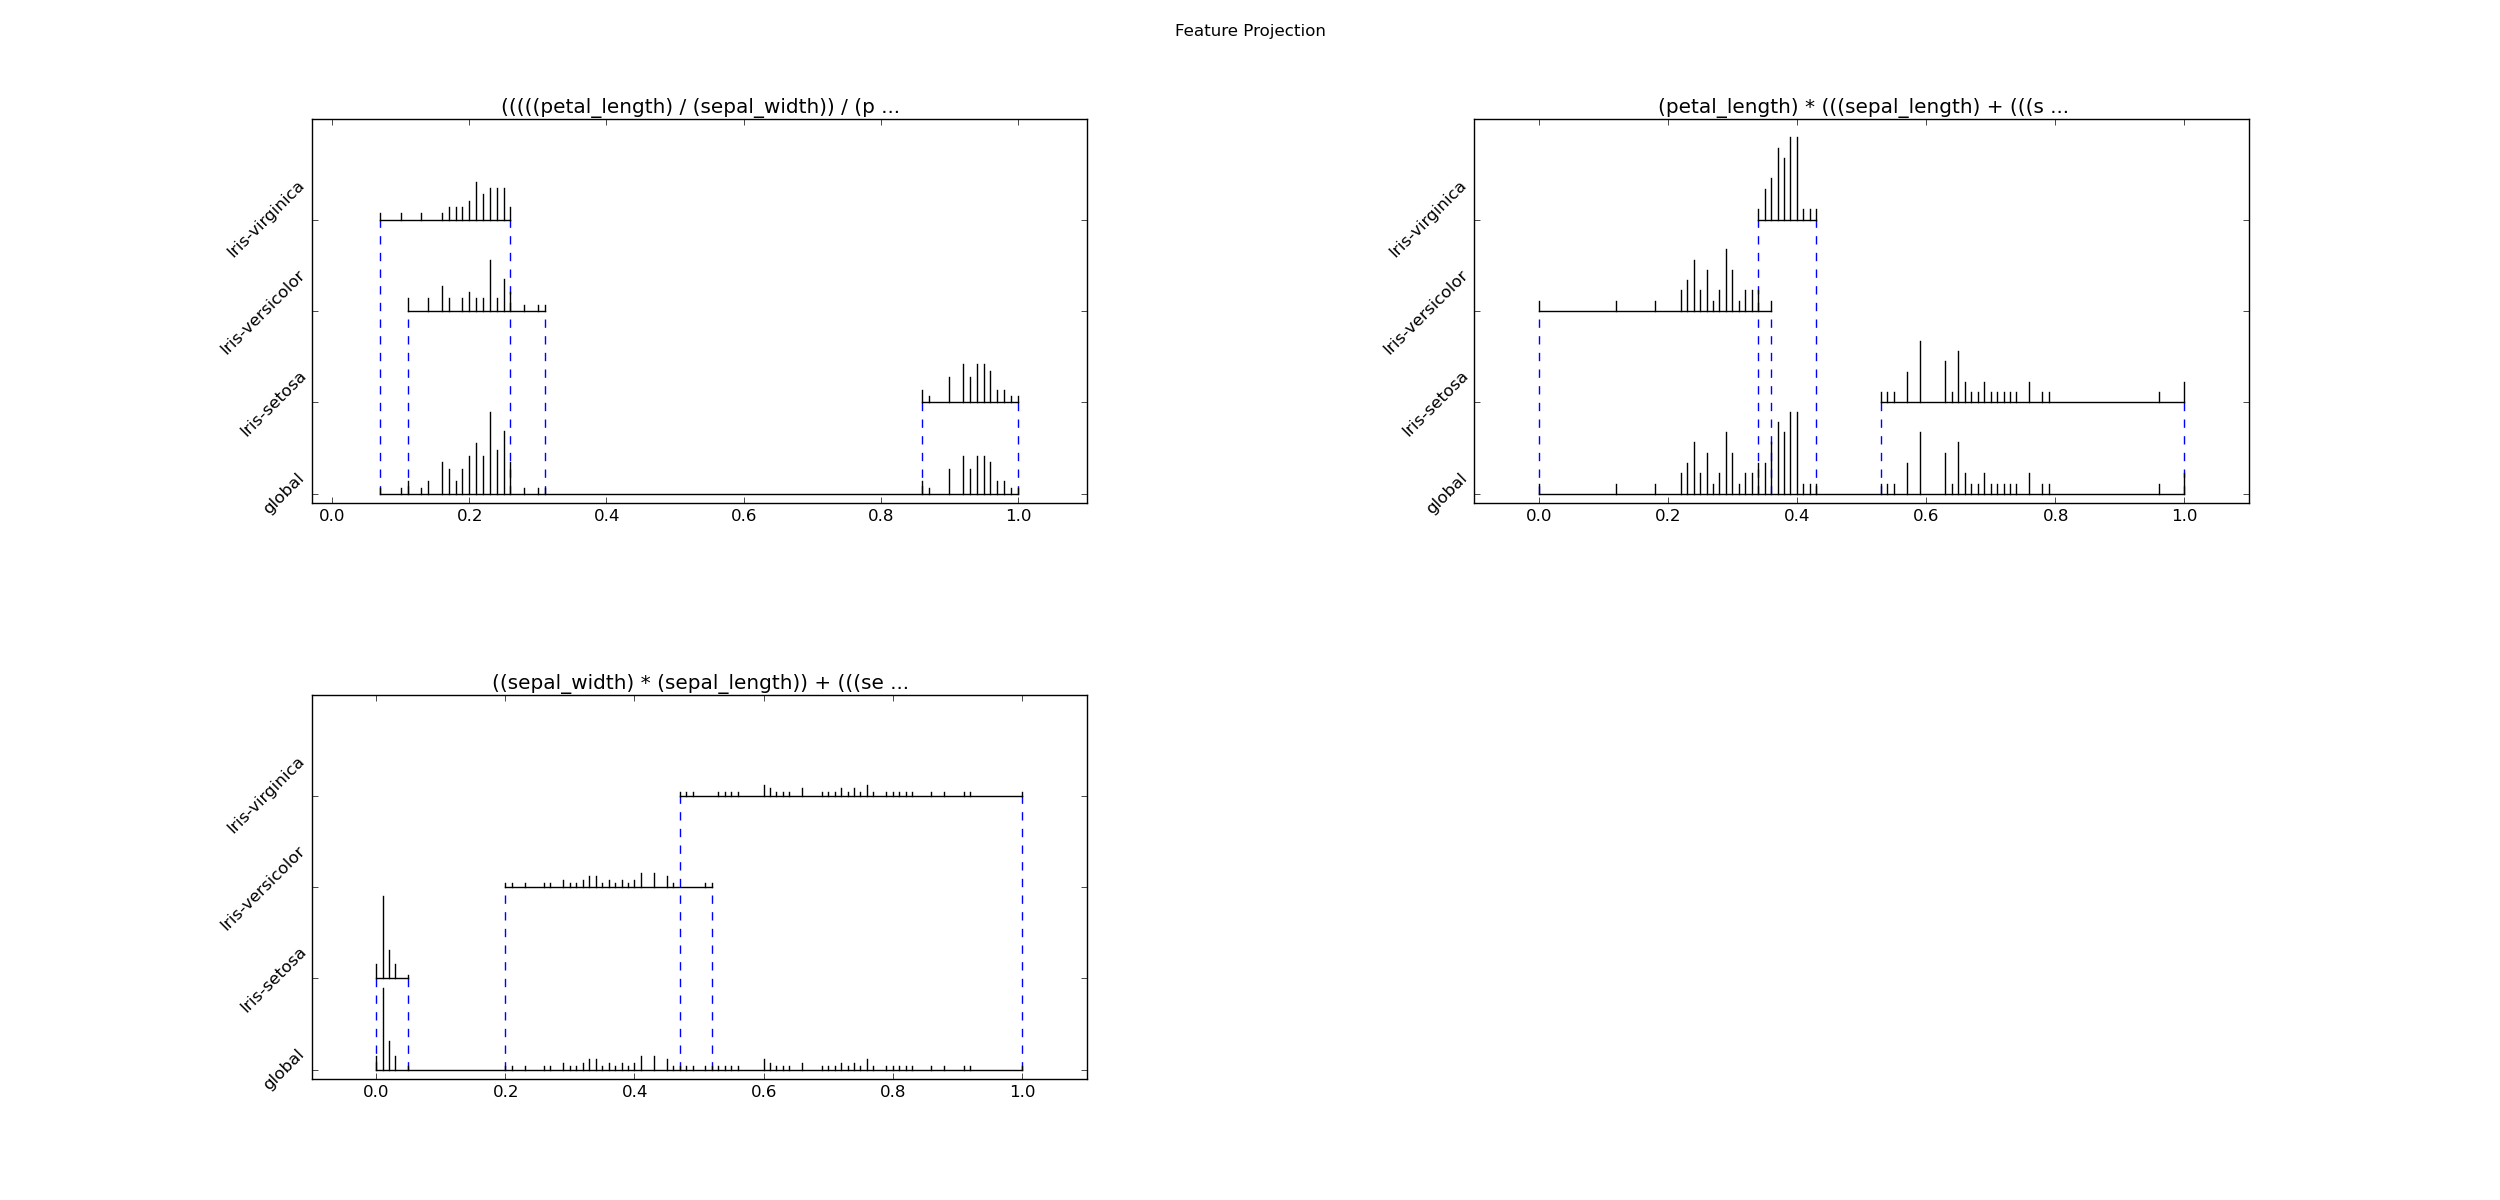 Feature Projection
(((((petal_length) / (sepal_width)) / (p ...
Iris-virginica
Iris-versicolor
Iris-setosa
global
0.0 0.2 0.4 0.6 0.8 1.0
(petal_length) * (((sepal_length) + (((s ...
Iris-virginica
Iris-versicolor
Iris-setosa
global
0.0 0.2 0.4 0.6 0.8 1.0
((sepal_width) * (sepal_length)) + (((se ...
Iris-virginica
Iris-versicolor
Iris-setosa
global
0.0 0.2 0.4 0.6 0.8 1.0